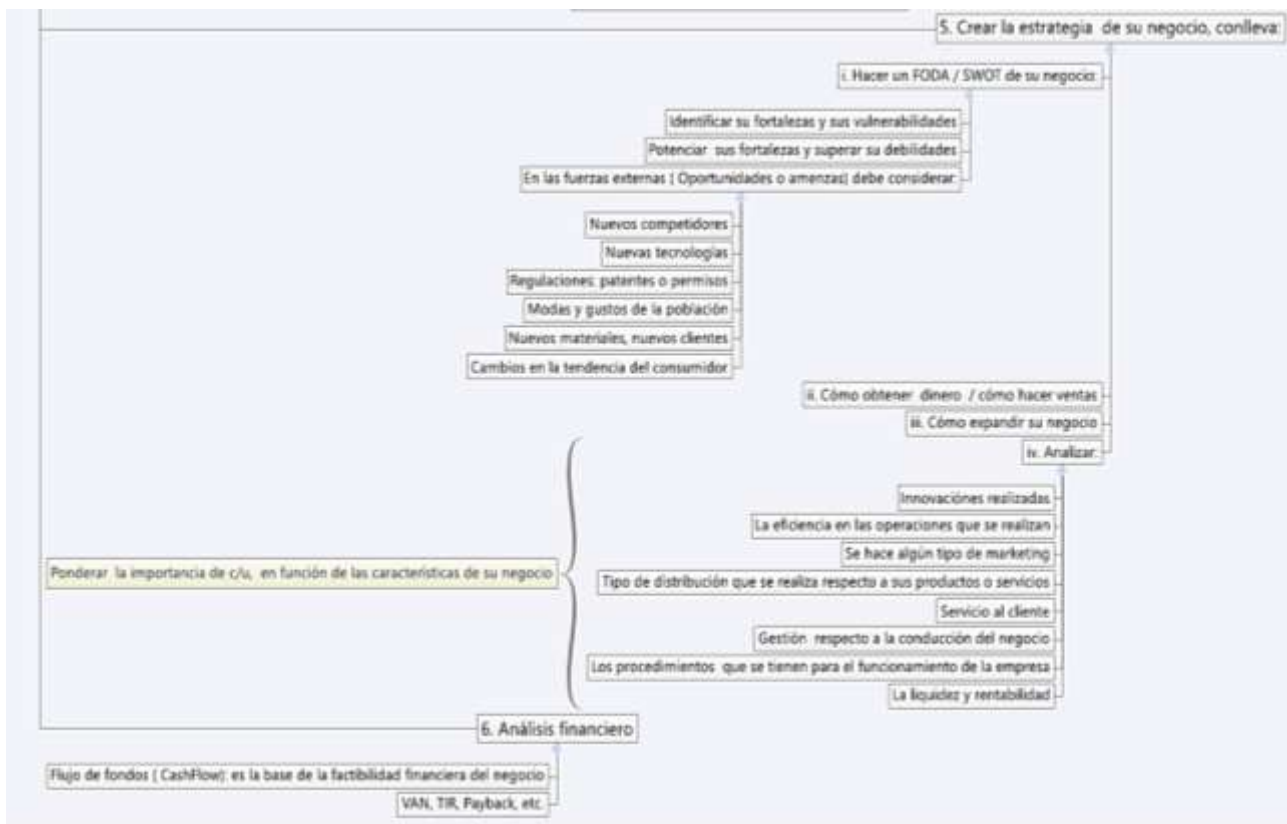 5. Crear la estrategia de su negocio, conlleva:
i. Hacer un FODA / SWOT de su negocio:
Identificar su fortalezas y sus vulnerabilidades
Potenciar sus fortalezas y superar su debilidades
En las fuerzas externas ( Oportunidades o amenzas) debe considerar:
Nuevos competidores
Nuevas tecnologías
Regulaciones: patentes o permisos
Modas y gustos de la población
Nuevos materiales, nuevos clientes
Cambios en la tendencia del consumidor
ii. Cómo obtener dinero / cómo hacer ventas
iii. Cómo expandir su negocio
iv. Analizar:
Innovaciónes realizadas
La eficiencia en las operaciones que se realizan
Se hace algún tipo de marketing
Ponderar la importancia de c/u, en función de las características de su negocio
Tipo de distribución que se realiza respecto a sus productos o servicios
Servicio al cliente
Gestión respecto a la conducción del negocio
Los procedimientos que se tienen para el funcionamiento de la empresa
La liquidez y rentabilidad
6. Análisis financiero
Flujo de fondos ( CashFlow): es la base de la factibilidad financiera del negocio
VAN, TIR, Payback, etc.